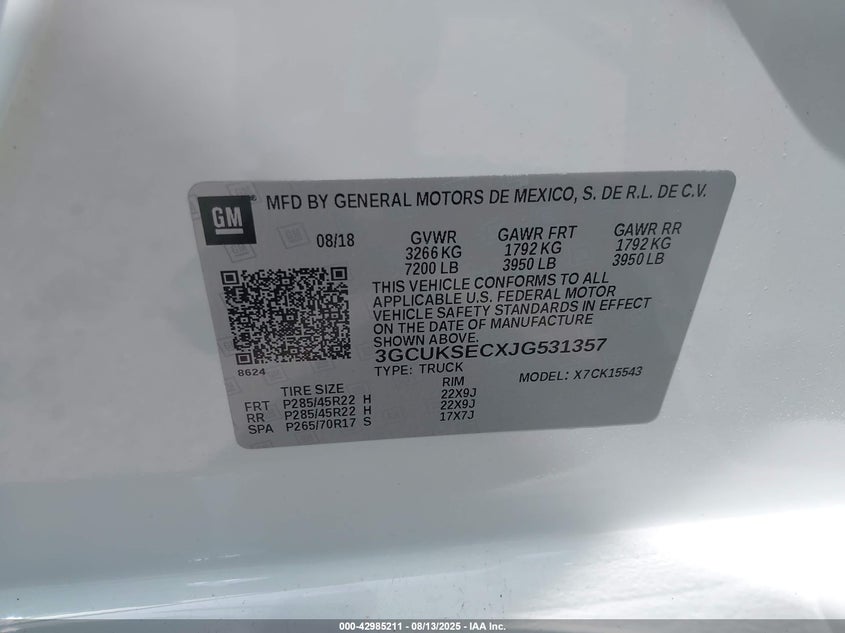 GM
MFD BY GENERAL MOTORS DE MEXICO, S. DE R.L. DE C.V.
08/18 GVWR GAWR FRT GAWR RR
3266 KG 1792 KG 1792 KG
7200 LB 3950 LB 3950 LB
THIS VEHICLE CONFORMS TO ALL
APPLICABLE U.S. FEDERAL MOTOR
VEHICLE SAFETY STANDARDS IN EFFECT
ON THE DATE OF MANUFACTURE
SHOWN ABOVE.
3GCUKSECXJG531357
8624
TYPE: TRUCK MODEL: X7CK15543
TIRE SIZE RIM
FRT P285/45R22 H 22X9J
RR P285/45R22 H 22X9J
SPA P265/70R17 S 17X7J
000-42985211 - 08/13/2025 - IAA Inc.